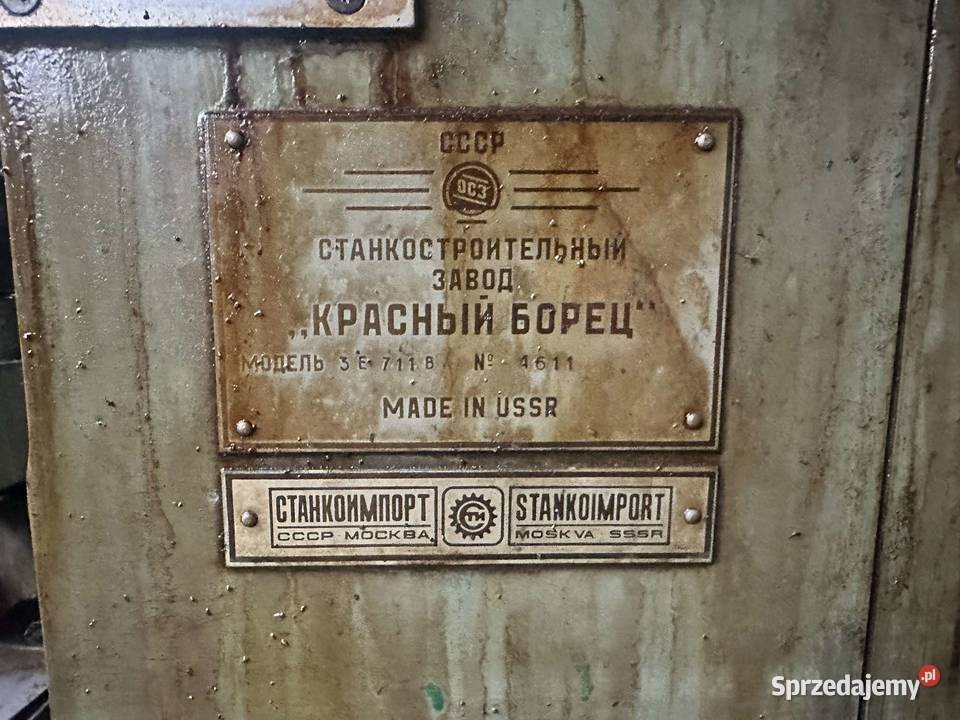 СССР
ОСЗ
СТАНКОСТРОИТЕЛЬНЫЙ
ЗАВОД
„КРАСНЫЙ БОРЕЦ“
МОДЕЛЬ 3Е711В № 4611
MADE IN USSR
СТАНКОИМПОРТ
СССР МОСКВА
СТИ
STANKOIMPORT
MOSKVA SSSR
Sprzedajemy.pl